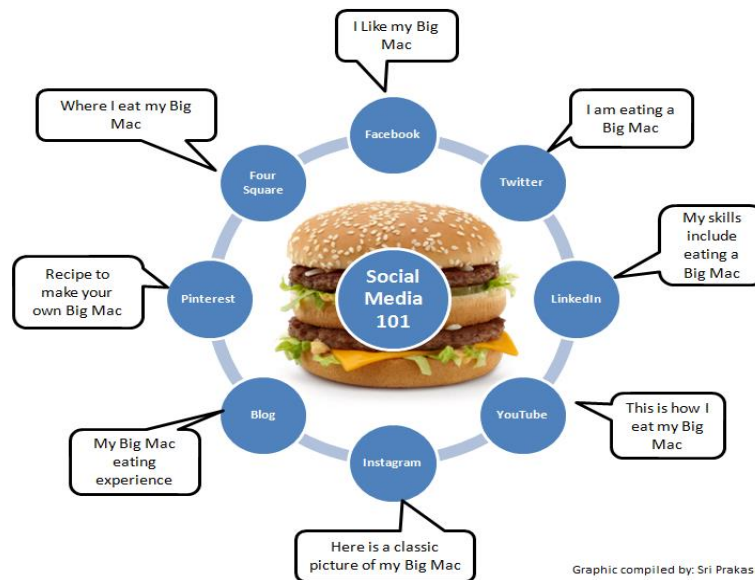 I Like my Big
Mac
Facebook
I am eating a
Big Mac
Twitter
My skills
include
eating a
Big Mac
LinkedIn
This is how I
eat my Big
Mac
YouTube
Here is a classic
picture of my Big Mac
Instagram
My Big Mac
eating
experience
Blog
Recipe to
make your
own Big Mac
Pinterest
Where I eat my Big
Mac
Four
Square
Social
Media
101
Graphic compiled by: Sri Prakas